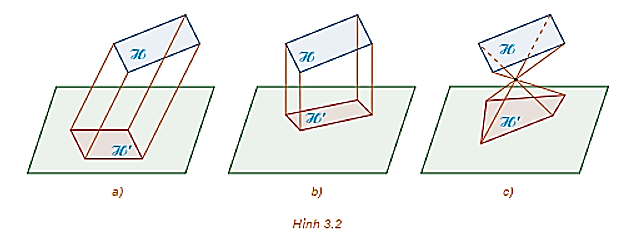 ℋ ℋ ℋ
ℋ' ℋ' ℋ'
a) b) c)
Hình 3.2